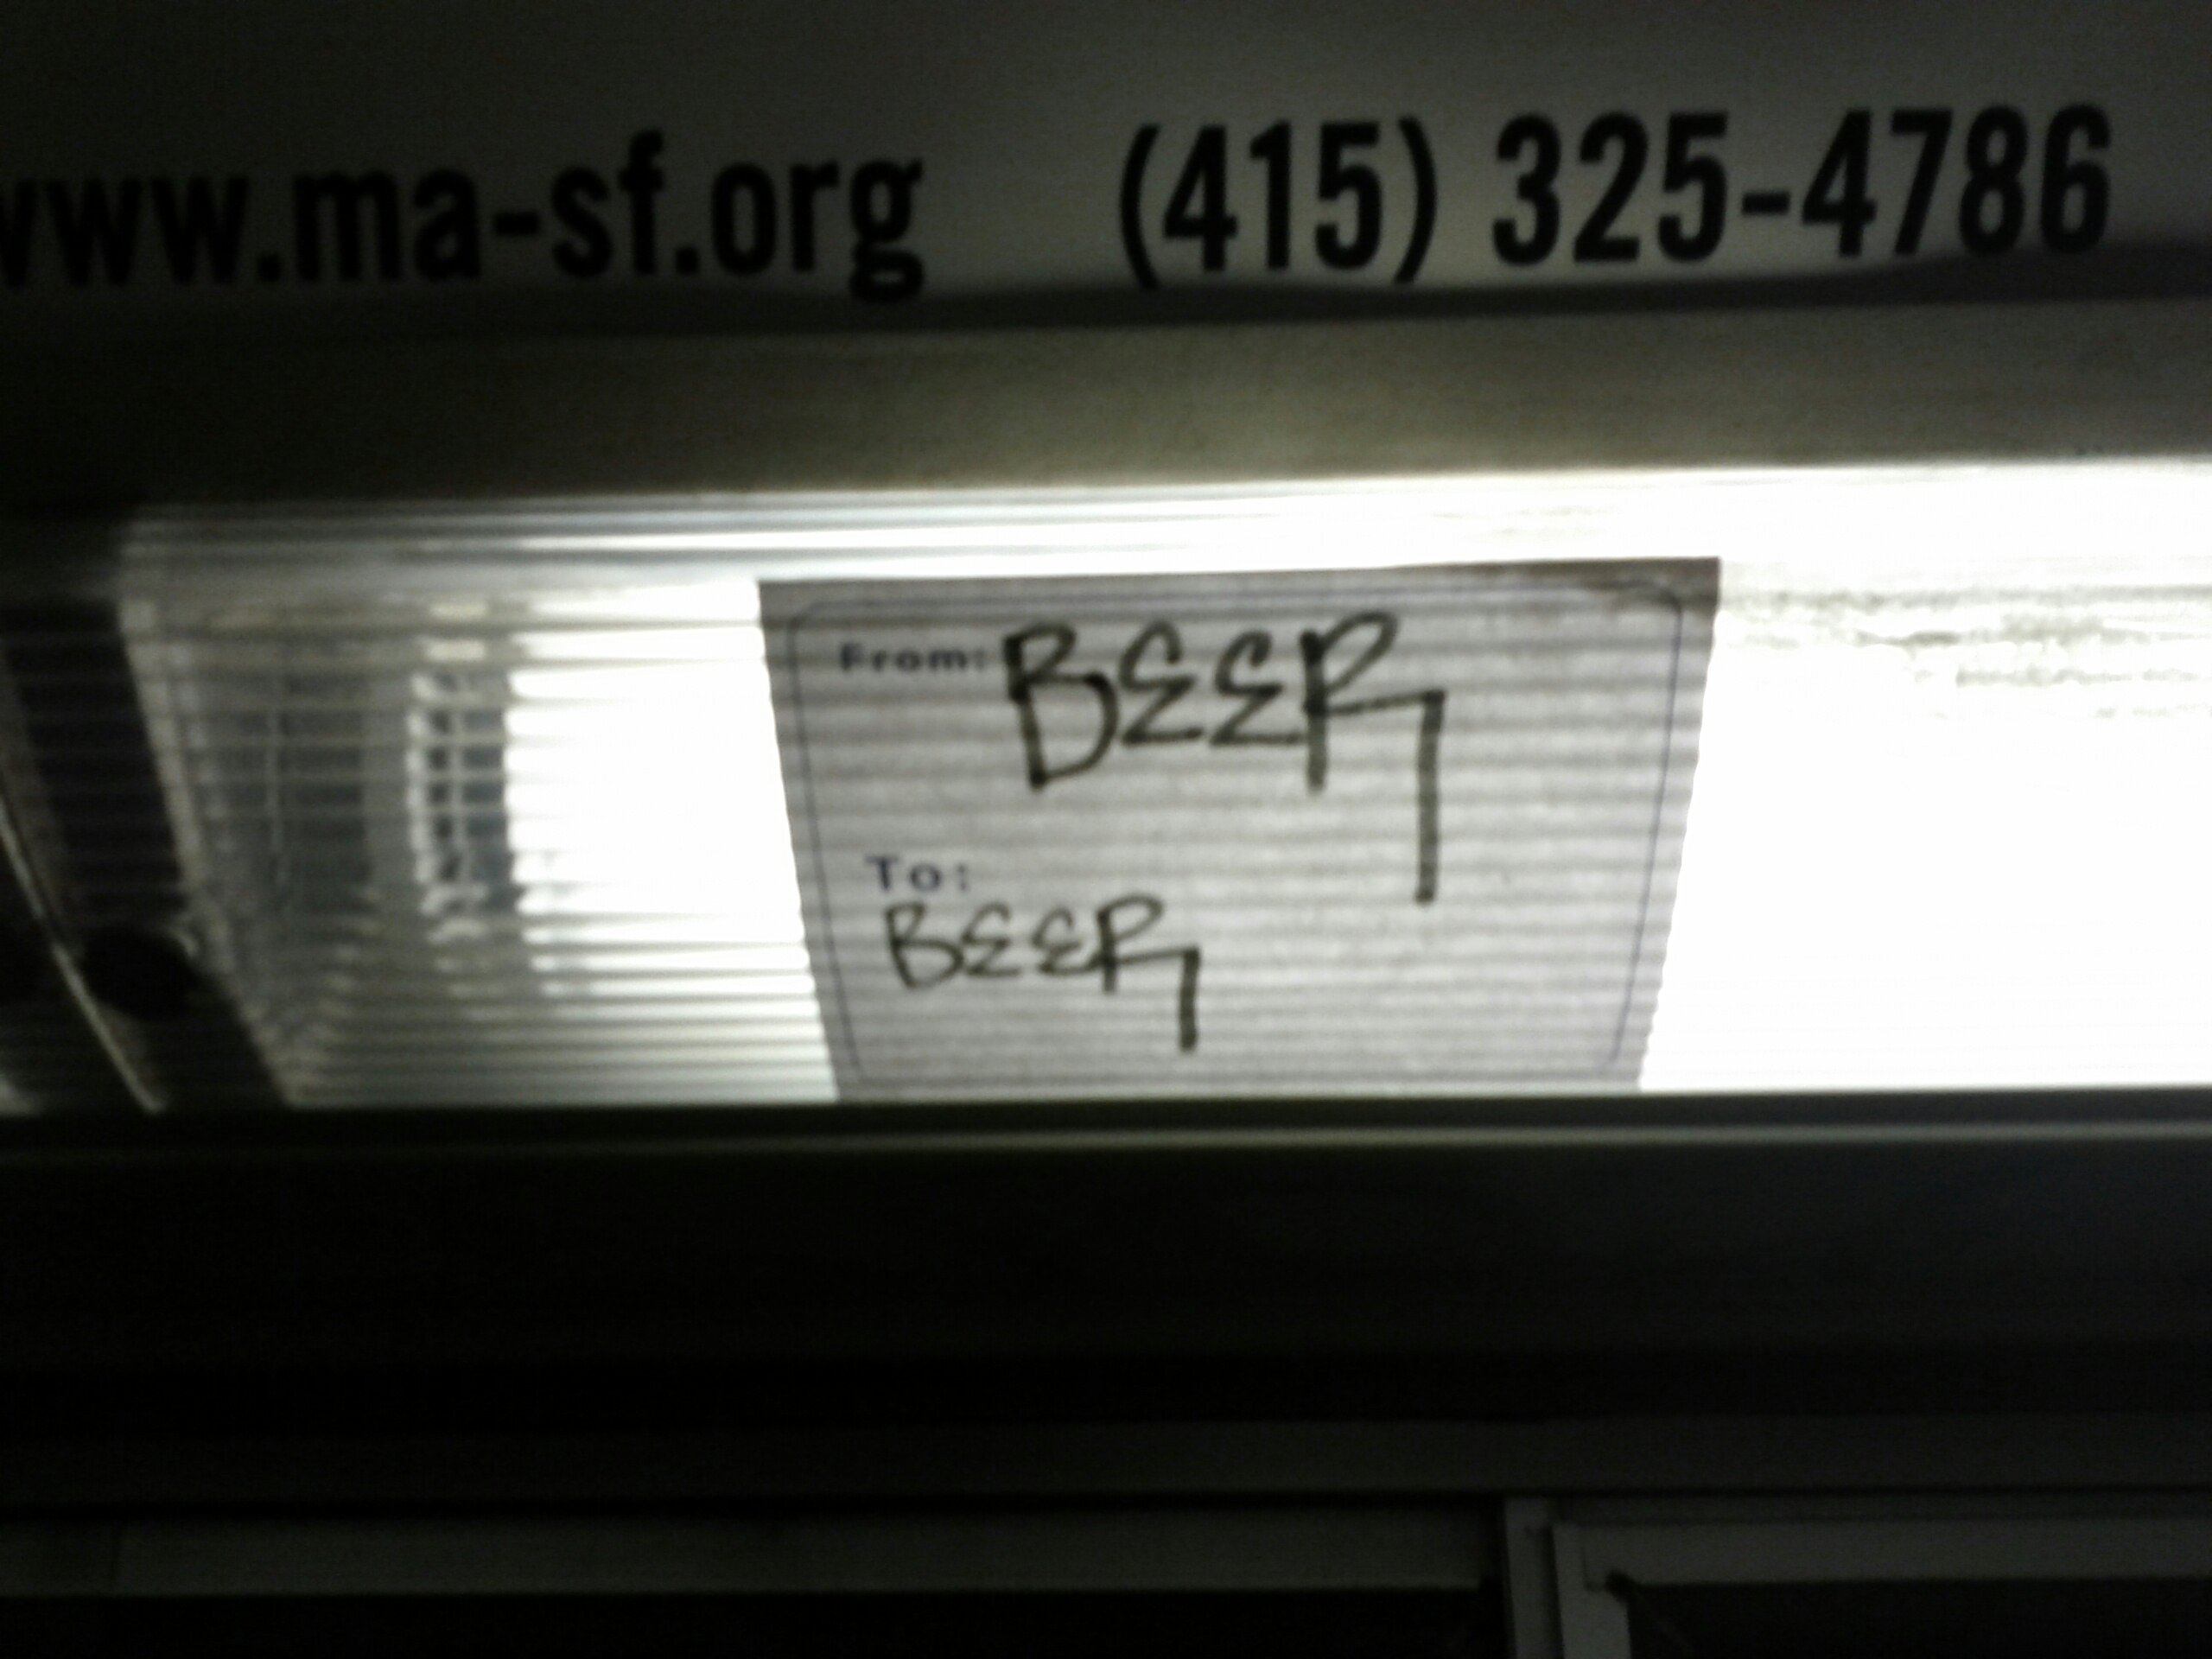 www.ma-sf.org (415) 325-4786
From: BEER
To:
BEER